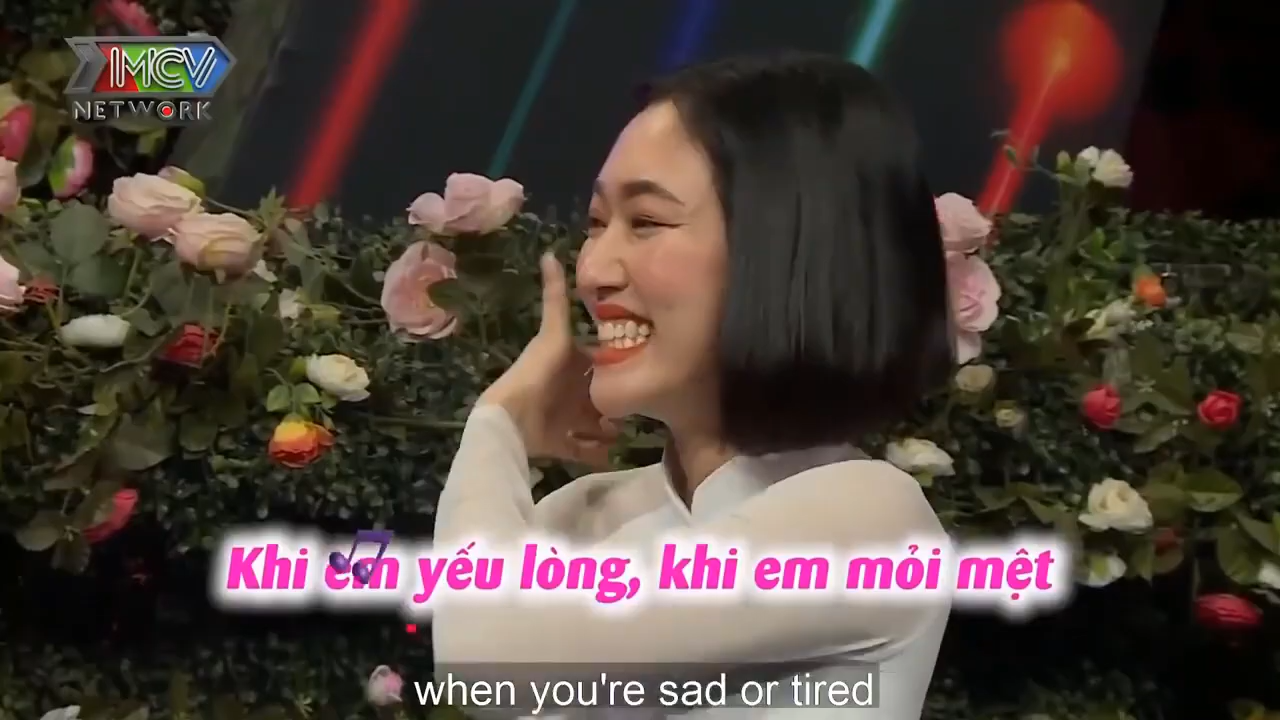 MCV
NETWORK
Khi em yếu lòng, khi em mỏi mệt
when you're sad or tired